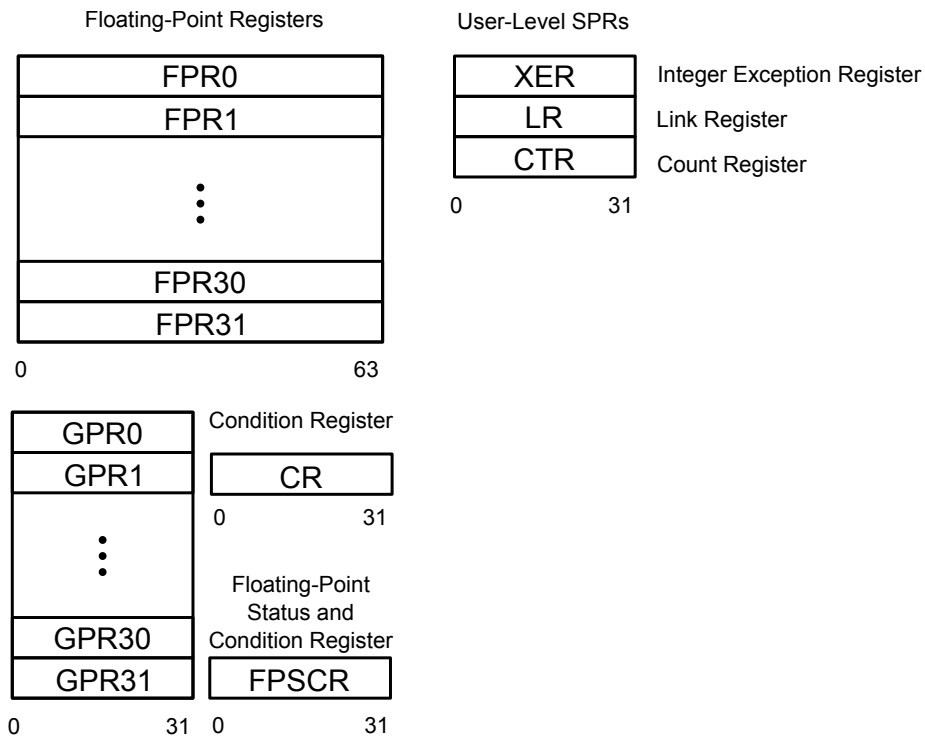 Floating-Point Registers
FPR0
FPR1
FPR30
FPR31
0 63
User-Level SPRs
XER Integer Exception Register
LR Link Register
CTR Count Register
0 31
GPR0
GPR1
GPR30
GPR31
0 31
Condition Register
CR
0 31
Floating-Point
Status and
Condition Register
FPSCR
0 31